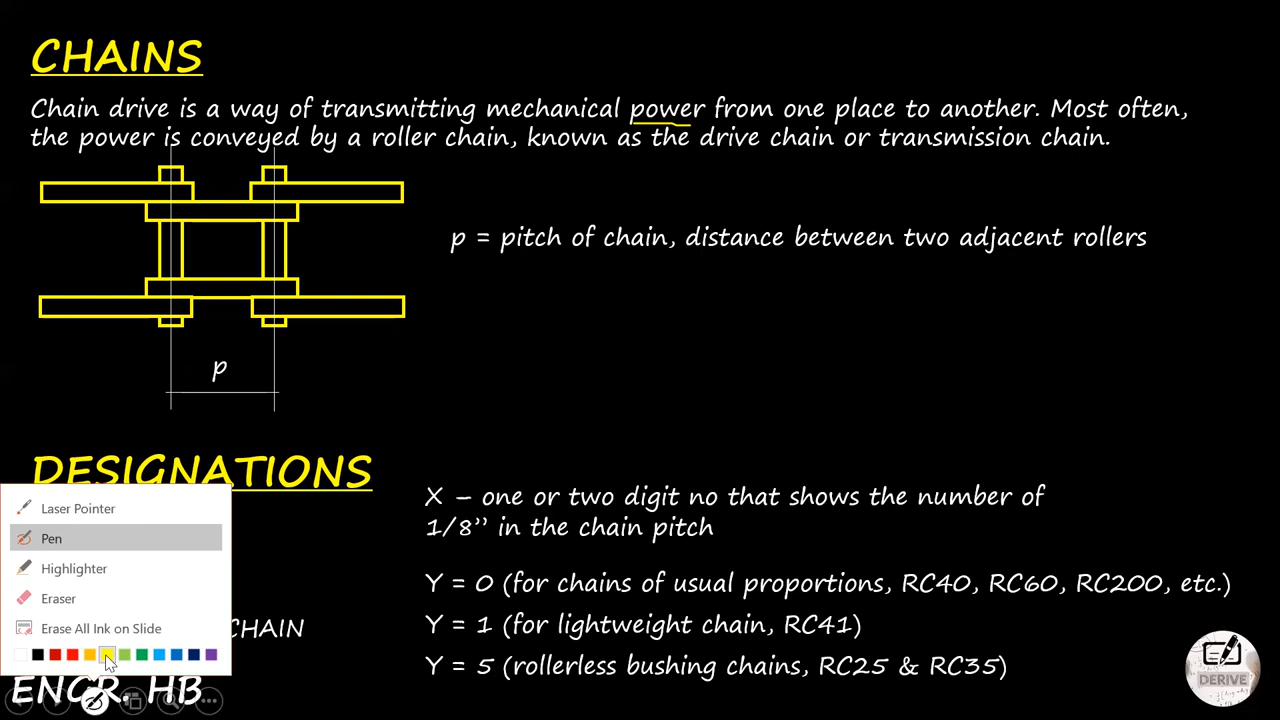 CHAINS
Chain drive is a way of transmitting mechanical power from one place to another. Most often,
the power is conveyed by a roller chain, known as the drive chain or transmission chain.
p = pitch of chain, distance between two adjacent rollers
p
DESIGNATIONS
X – one or two digit no that shows the number of
1/8” in the chain pitch
Y = 0 (for chains of usual proportions, RC40, RC60, RC200, etc.)
Y = 1 (for lightweight chain, RC41)
Y = 5 (rollerless bushing chains, RC25 & RC35)
Laser Pointer
Pen
Highlighter
Eraser
Erase All Ink on Slide
CHAIN
ENGR. HB
DERIVE